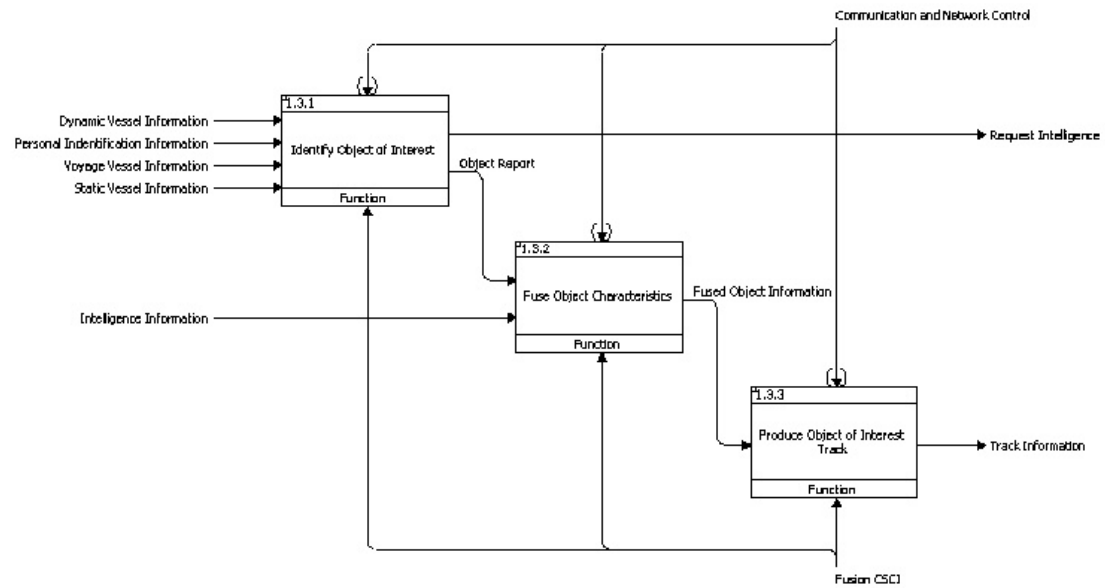 Communication and Network Control
1.3.1
Dynamic Vessel Information
Personal Indentification Information
Voyage Vessel Information
Static Vessel Information
Identify Object of Interest
Function
Request Intelligence
Object Report
1.3.2
Fuse Object Characteristics
Function
Intelligence Information
Fused Object Information
1.3.3
Produce Object of Interest
Track
Function
Track Information
Fusion CSCI